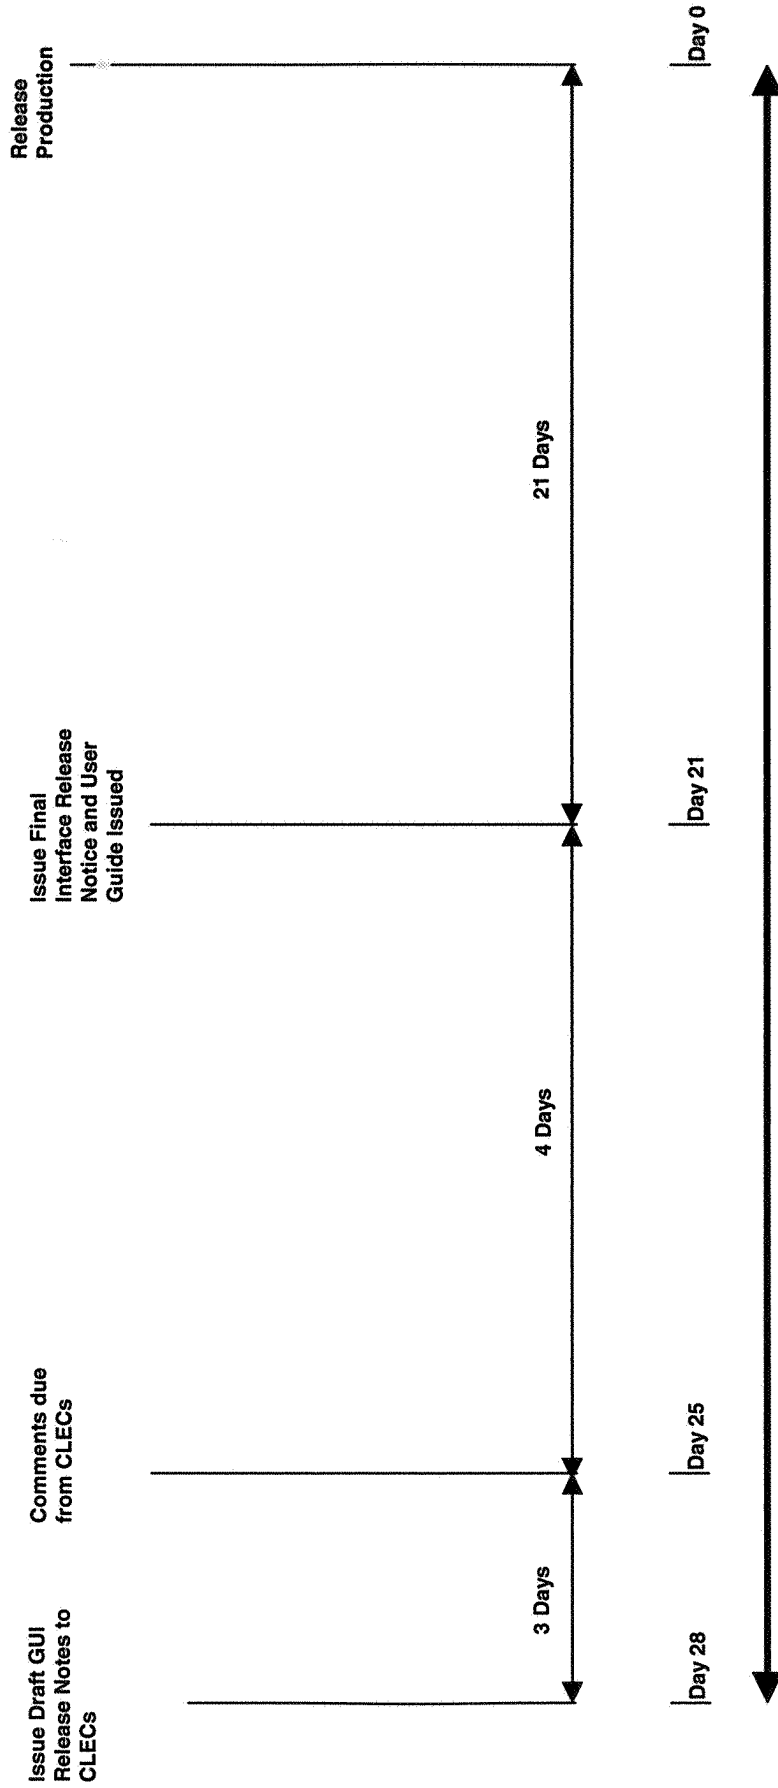 Issue Draft GUI
Release Notes to
CLECs
Comments due
from CLECs
Issue Final
Interface Release
Notice and User
Guide Issued
Release
Production
3 Days
4 Days
21 Days
Day 28
Day 25
Day 21
Day 0